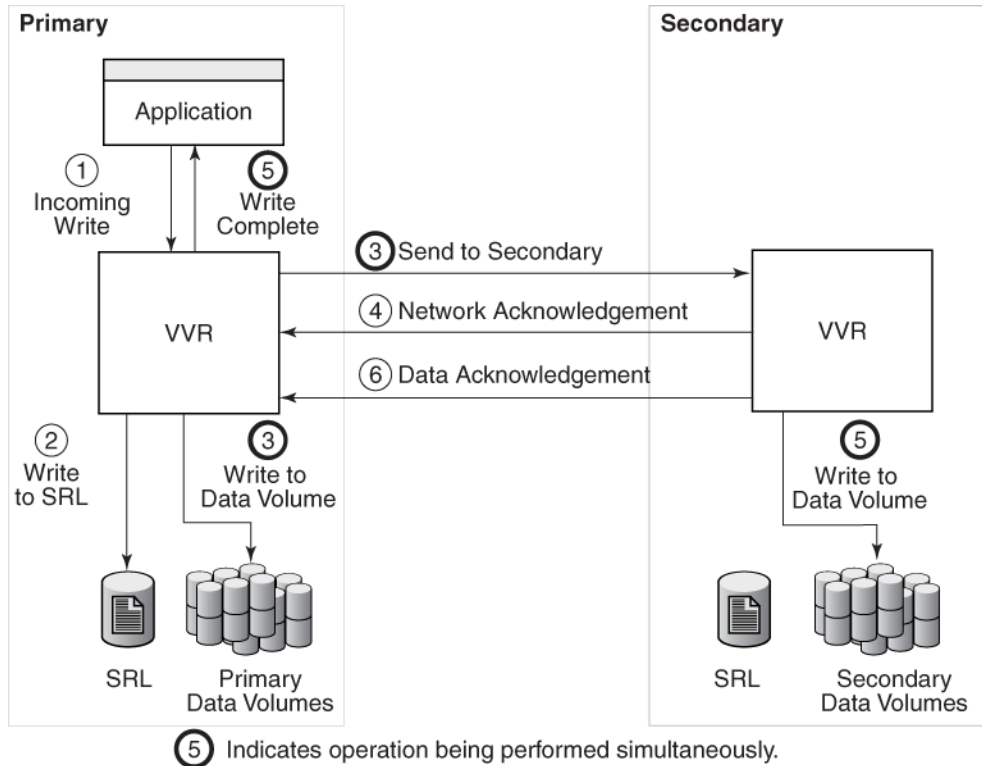 Primary
Secondary
Application
1
5
Incoming
Write
Write
Complete
3 Send to Secondary
4 Network Acknowledgement
VVR
VVR
6 Data Acknowledgement
2
3
5
Write
to SRL
Write to
Data Volume
Write to
Data Volume
SRL
Primary
Data Volumes
SRL
Secondary
Data Volumes
5 Indicates operation being performed simultaneously.